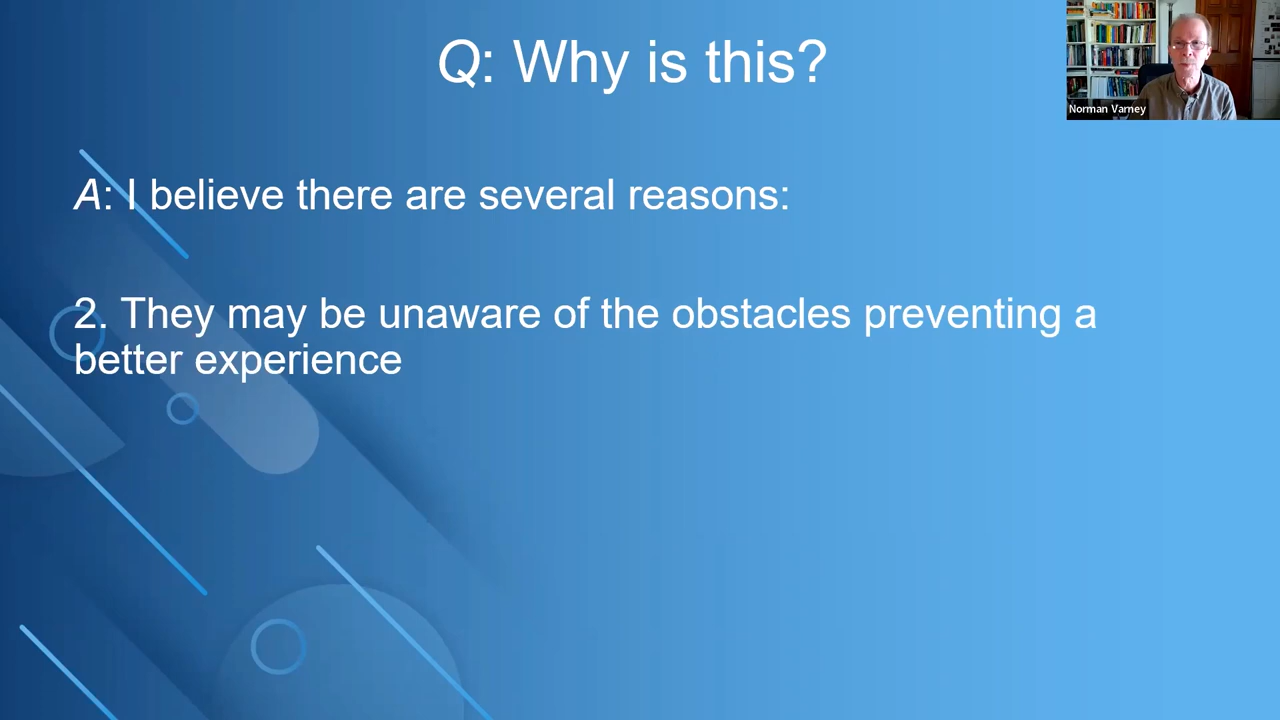 Q: Why is this?
Norman Varney
A: I believe there are several reasons:
2. They may be unaware of the obstacles preventing a
better experience